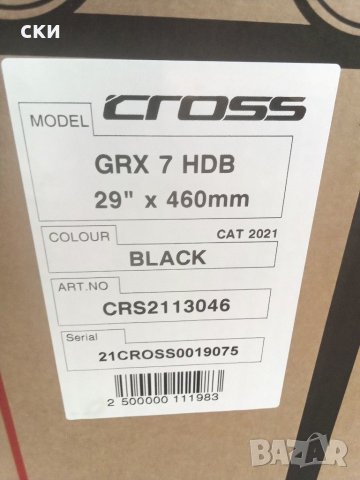 СКИ
MODEL
CROSS
GRX 7 HDB
29" x 460mm
COLOUR
CAT 2021
BLACK
ART.NO
CRS2113046
Serial
21CROSS0019075
2 500000 111983
BAZAR